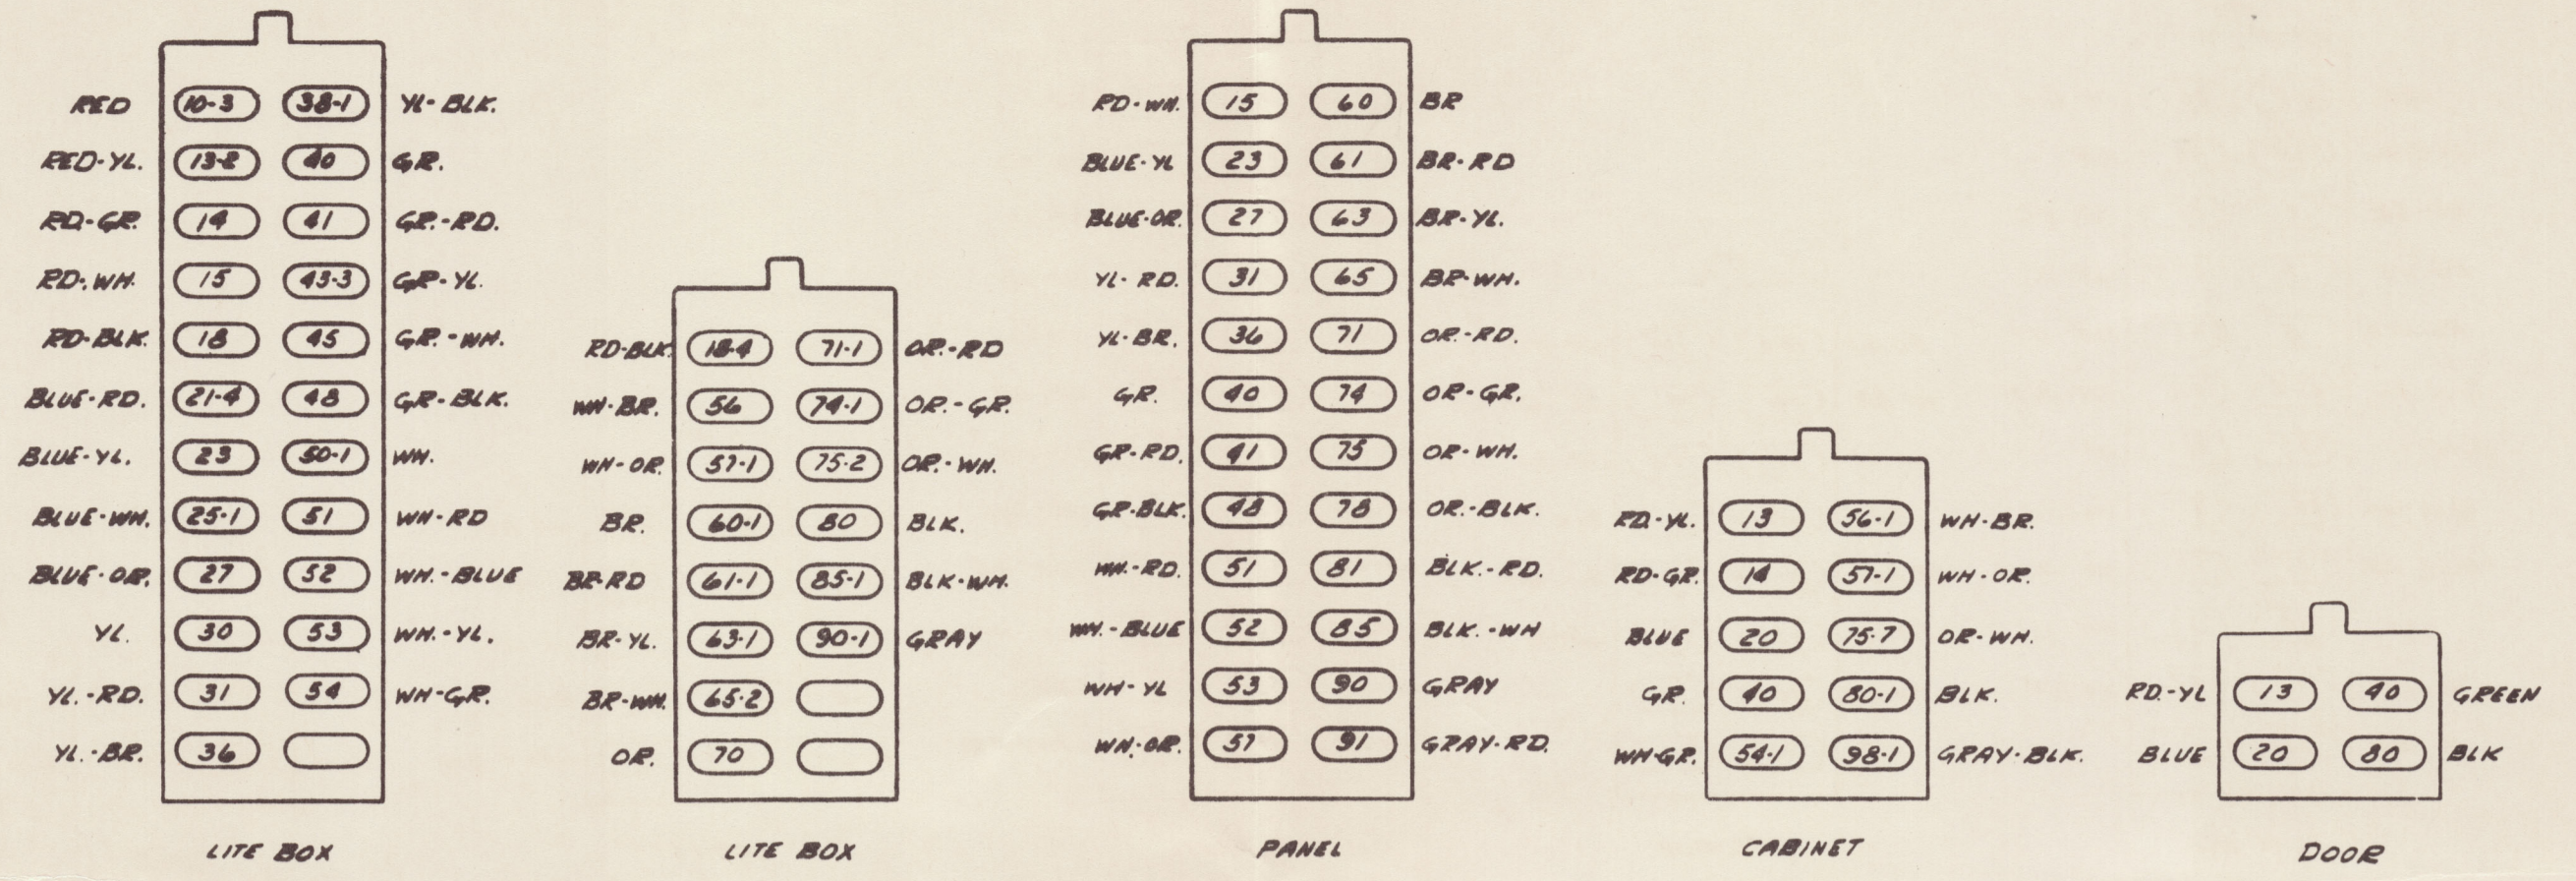 RED 10-3 38-1 YL-BLK.
RED-YL. 13-2 40 GR.
RD-GR. 14 41 GR.-RD.
RD-WH. 15 43-3 GR-YL.
RD-BLK. 18 45 GR.-WH.
BLUE-RD. 21-4 48 GR-BLK.
BLUE-YL. 23 50-1 WH.
BLUE-WH. 25-1 51 WH-RD
BLUE-OR. 27 52 WH.-BLUE
YL. 30 53 WH.-YL.
YL.-RD. 31 54 WH-GR.
YL.-BR. 36
LITE BOX
RD-BLK. 18-4 71-1 OR.-RD
WH-BR. 56 74-1 OR.-GR.
WH-OR. 57-1 75-2 OR.-WH.
BR. 60-1 80 BLK.
BR-RD 61-1 85-1 BLK-WH.
BR-YL. 63-1 90-1 GRAY
BR-WH. 65-2
OR. 70
LITE BOX
RD-WH. 15 60 BR
BLUE-YL 23 61 BR-RD
BLUE-OR. 27 63 BR-YL.
YL-RD. 31 65 BR-WH.
YL-BR. 36 71 OR.-RD.
GR. 40 74 OR-GR.
GR-RD. 41 75 OR-WH.
GR-BLK. 48 78 OR.-BLK.
WH.-RD. 51 81 BLK.-RD.
WH.-BLUE 52 85 BLK.-WH
WH-YL 53 90 GRAY
WH.-OR. 57 91 GRAY-RD.
PANEL
RD-YL. 13 56-1 WH-BR.
RD-GR. 14 57-1 WH-OR.
BLUE 20 75-7 OR-WH.
GR. 40 80-1 BLK.
WH-GR. 54-1 98-1 GRAY-BLK.
CABINET
RD.-YL 13 40 GREEN
BLUE 20 80 BLK
DOOR